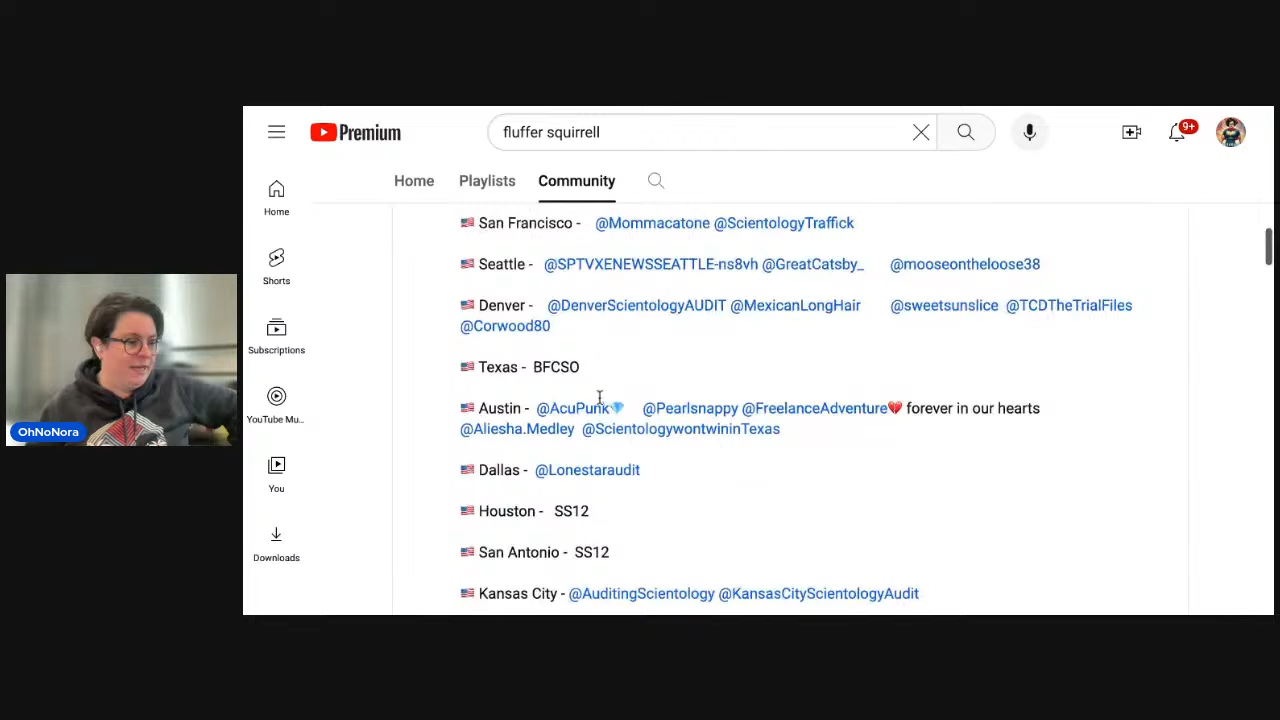 Premium
fluffer squirrell
9+
Home Playlists Community
Home
Shorts
Subscriptions
YouTube Mu...
You
Downloads
San Francisco - @Mommacatone @ScientologyTraffick
Seattle - @SPTVXENEWSSEATTLE-ns8vh @GreatCatsby_ @mooseontheloose38
Denver - @DenverScientologyAUDIT @MexicanLongHair @sweetsunslice @TCDTheTrialFiles
@Corwood80
Texas - BFCSO
Austin - @AcuPunk💎 @Pearlsnappy @FreelanceAdventure💔 forever in our hearts
@Aliesha.Medley @ScientologywontwininTexas
Dallas - @Lonestaraudit
Houston - SS12
San Antonio - SS12
Kansas City - @AuditingScientology @KansasCityScientologyAudit
OhNoNora